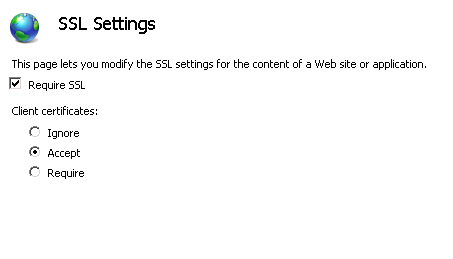 SSL Settings
This page lets you modify the SSL settings for the content of a Web site or application.
Require SSL
Client certificates:
Ignore
Accept
Require